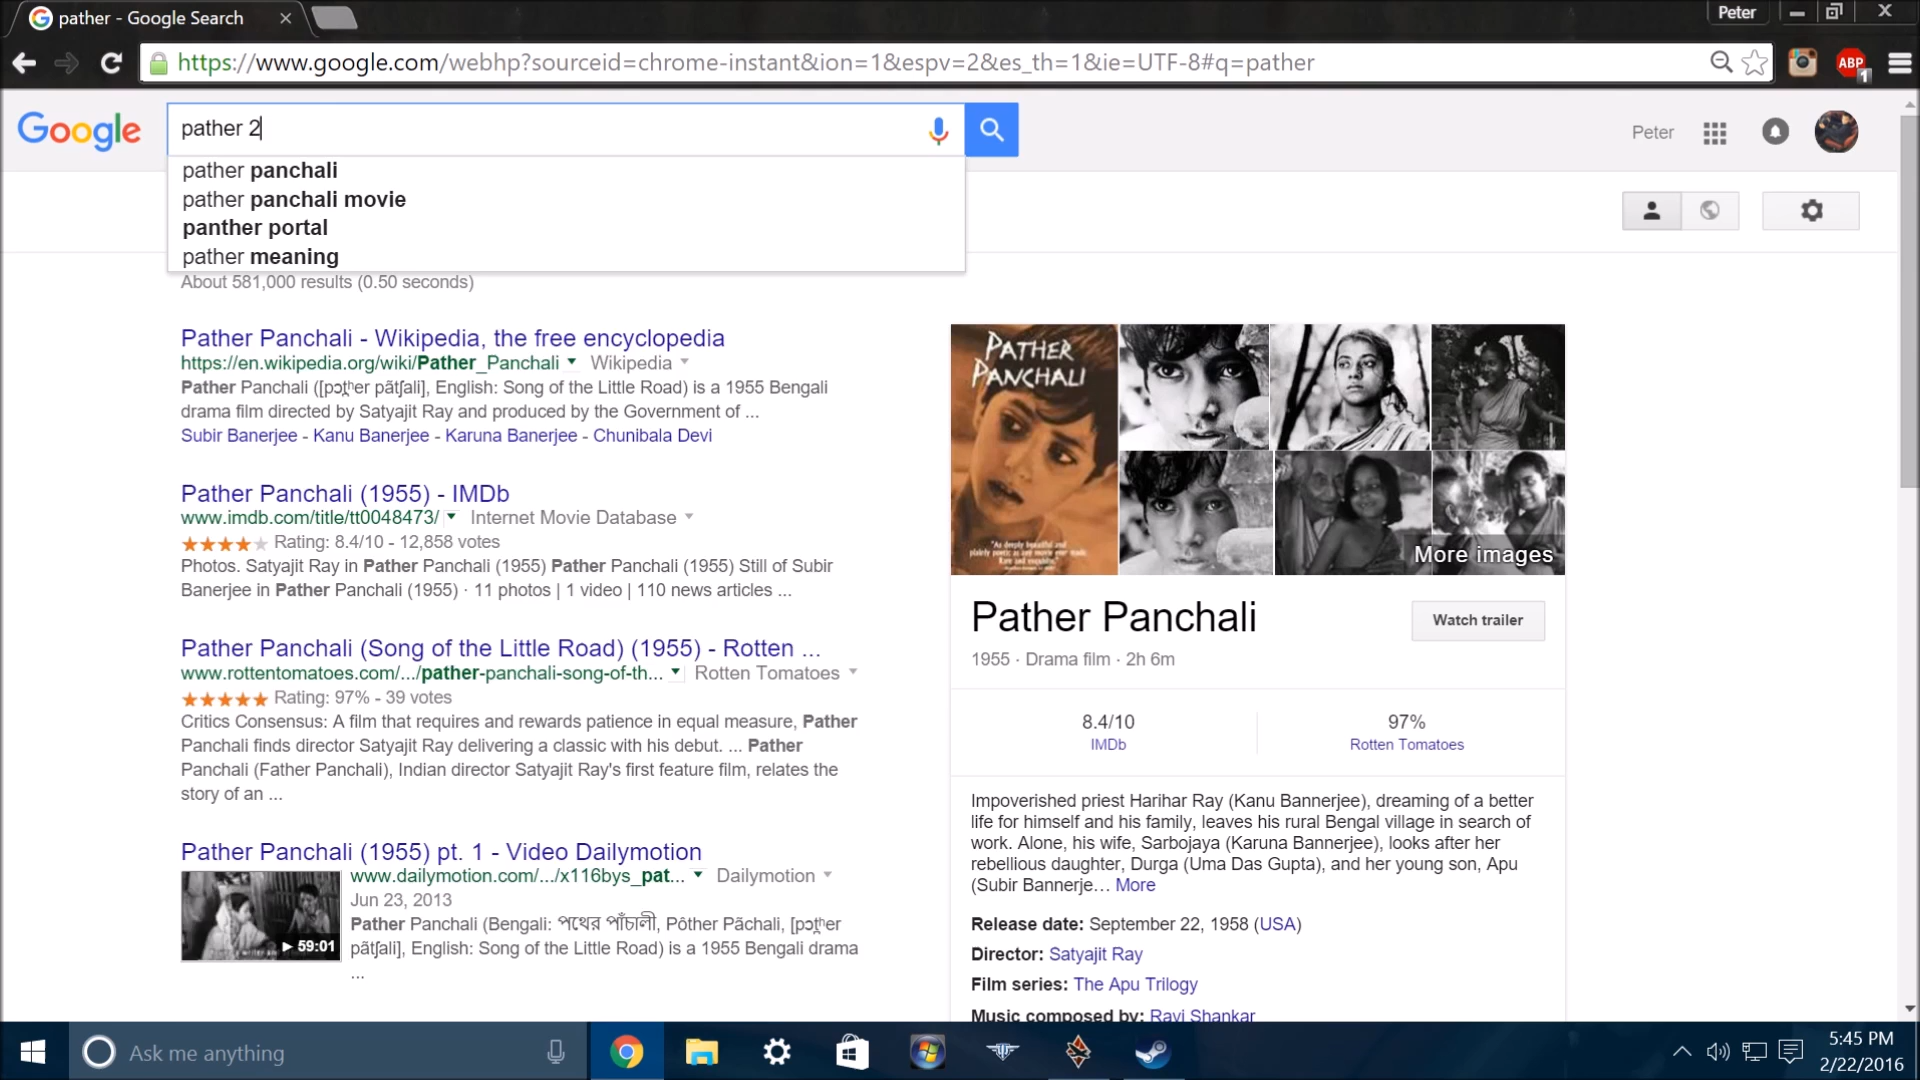 pather - Google Search
Peter
https://www.google.com/webhp?sourceid=chrome-instant&ion=1&espv=2&es_th=1&ie=UTF-8#q=pather
ABP
1
Google
pather 2
Peter
pather panchali
pather panchali movie
panther portal
pather meaning
About 581,000 results (0.50 seconds)
Pather Panchali - Wikipedia, the free encyclopedia
https://en.wikipedia.org/wiki/Pather_Panchali Wikipedia
Pather Panchali ([pɔt̪ʰer pãtʃali], English: Song of the Little Road) is a 1955 Bengali
drama film directed by Satyajit Ray and produced by the Government of ...
Subir Banerjee - Kanu Banerjee - Karuna Banerjee - Chunibala Devi
Pather Panchali (1955) - IMDb
www.imdb.com/title/tt0048473/ Internet Movie Database
Rating: 8.4/10 - 12,858 votes
Photos. Satyajit Ray in Pather Panchali (1955) Pather Panchali (1955) Still of Subir
Banerjee in Pather Panchali (1955) · 11 photos | 1 video | 110 news articles ...
Pather Panchali (Song of the Little Road) (1955) - Rotten ...
www.rottentomatoes.com/.../pather-panchali-song-of-th... Rotten Tomatoes
Rating: 97% - 39 votes
Critics Consensus: A film that requires and rewards patience in equal measure, Pather
Panchali finds director Satyajit Ray delivering a classic with his debut. ... Pather
Panchali (Father Panchali), Indian director Satyajit Ray's first feature film, relates the
story of an ...
Pather Panchali (1955) pt. 1 - Video Dailymotion
www.dailymotion.com/.../x116bys_pat... Dailymotion
Jun 23, 2013
Pather Panchali (Bengali: পথের পাঁচালী, Pôther Pãchali, [pɔt̪ʰer
pãtʃali], English: Song of the Little Road) is a 1955 Bengali drama
...
59:01
PATHER
PANCHALI
More images
Pather Panchali
Watch trailer
1955 · Drama film · 2h 6m
8.4/10
IMDb
97%
Rotten Tomatoes
Impoverished priest Harihar Ray (Kanu Bannerjee), dreaming of a better
life for himself and his family, leaves his rural Bengal village in search of
work. Alone, his wife, Sarbojaya (Karuna Bannerjee), looks after her
rebellious daughter, Durga (Uma Das Gupta), and her young son, Apu
(Subir Bannerje… More
Release date: September 22, 1958 (USA)
Director: Satyajit Ray
Film series: The Apu Trilogy
Music composed by: Ravi Shankar
Ask me anything
5:45 PM
2/22/2016